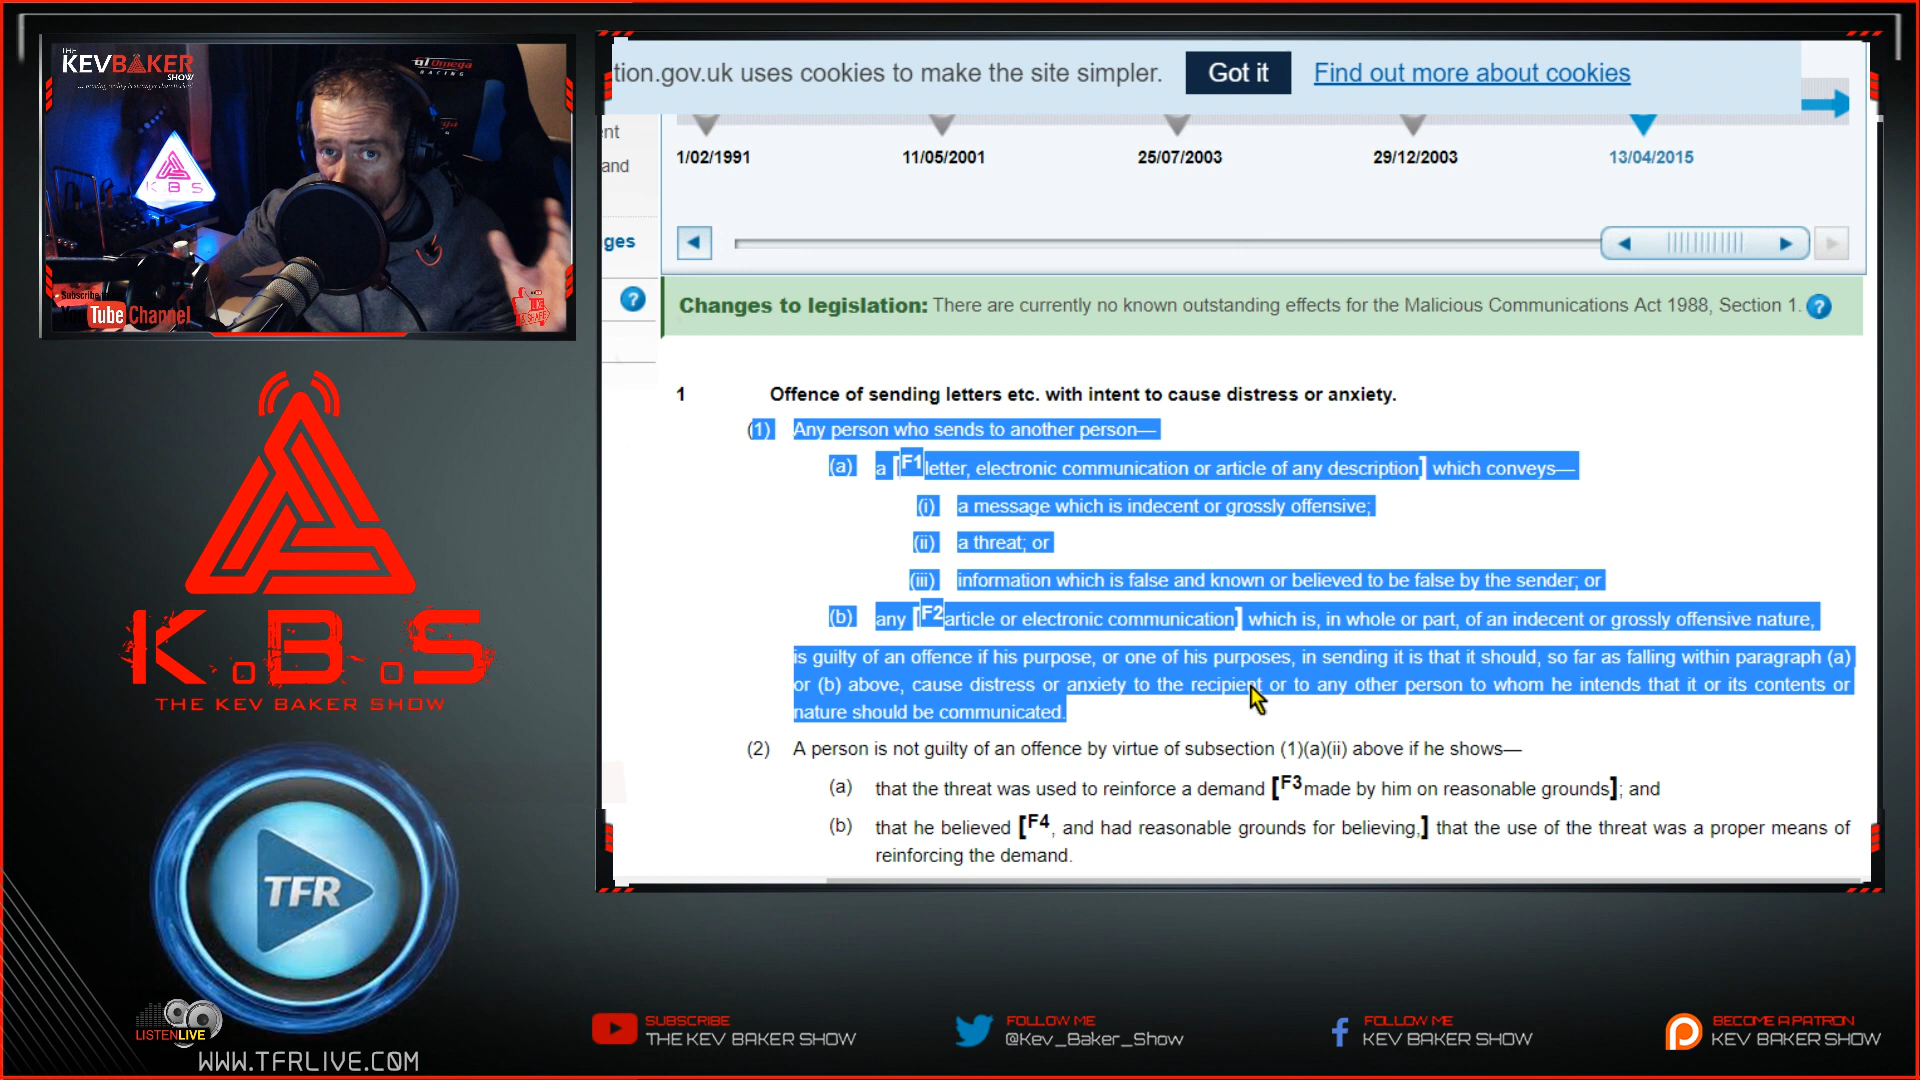 THE
KEVBAKER
SHOW
GT Omega
RACING
K B S
Subscribe
YouTube Channel
LIKE
& SHARE
K.B.S
THE KEV BAKER SHOW
TFR
LISTENLIVE
WWW.TFRLIVE.COM
tion.gov.uk uses cookies to make the site simpler.
Got it
Find out more about cookies
ent
and
ges
?
1/02/1991
11/05/2001
25/07/2003
29/12/2003
13/04/2015
Changes to legislation: There are currently no known outstanding effects for the Malicious Communications Act 1988, Section 1. ?
1 Offence of sending letters etc. with intent to cause distress or anxiety.
(1) Any person who sends to another person—
(a) a [F1letter, electronic communication or article of any description] which conveys—
(i) a message which is indecent or grossly offensive;
(ii) a threat; or
(iii) information which is false and known or believed to be false by the sender; or
(b) any [F2article or electronic communication] which is, in whole or part, of an indecent or grossly offensive nature,
is guilty of an offence if his purpose, or one of his purposes, in sending it is that it should, so far as falling within paragraph (a)
or (b) above, cause distress or anxiety to the recipient or to any other person to whom he intends that it or its contents or
nature should be communicated.
(2) A person is not guilty of an offence by virtue of subsection (1)(a)(ii) above if he shows—
(a) that the threat was used to reinforce a demand [F3made by him on reasonable grounds]; and
(b) that he believed [F4, and had reasonable grounds for believing,] that the use of the threat was a proper means of
reinforcing the demand.
SUBSCRIBE
THE KEV BAKER SHOW
FOLLOW ME
@Kev_Baker_Show
FOLLOW ME
KEV BAKER SHOW
BECOME A PATRON
KEV BAKER SHOW